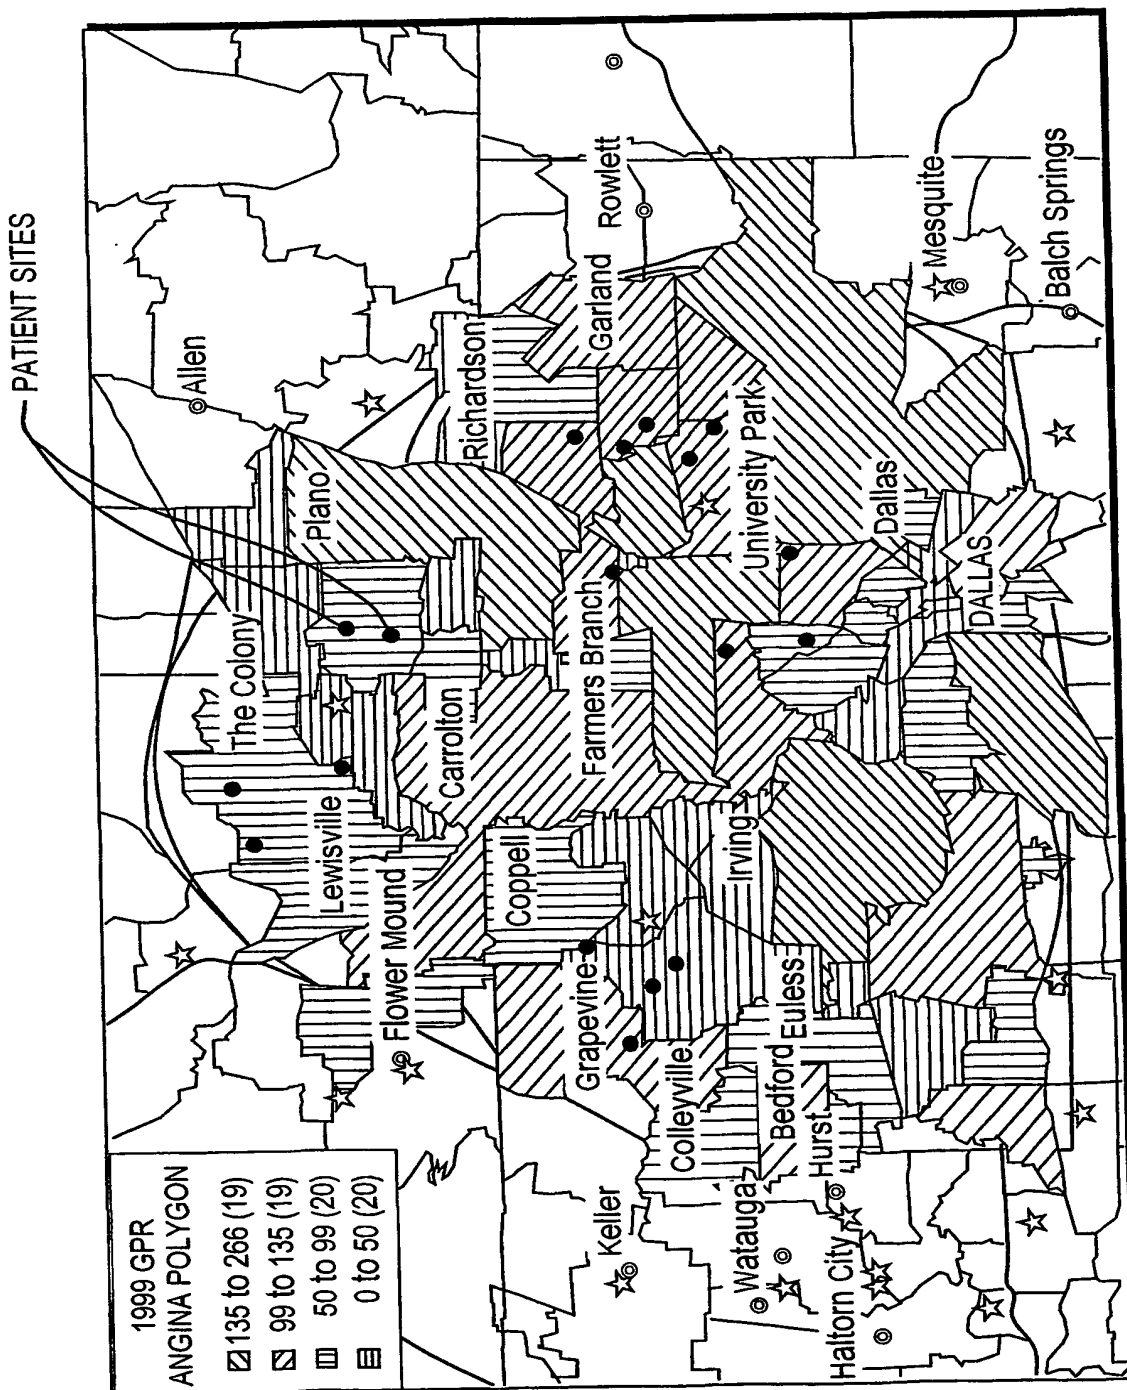 PATIENT SITES
1999 GPR
ANGINA POLYGON
135 to 266 (19)
99 to 135 (19)
50 to 99 (20)
0 to 50 (20)
Allen
The Colony
Plano
Lewisville
Flower Mound
Carrolton
Richardson
Coppell
Farmers Branch
Garland
Rowlett
Grapevine
Keller
Colleyville
Irving
University Park
Watauga
Bedford
Euless
Hurst
Haltorn City
Dallas
DALLAS
Mesquite
Balch Springs